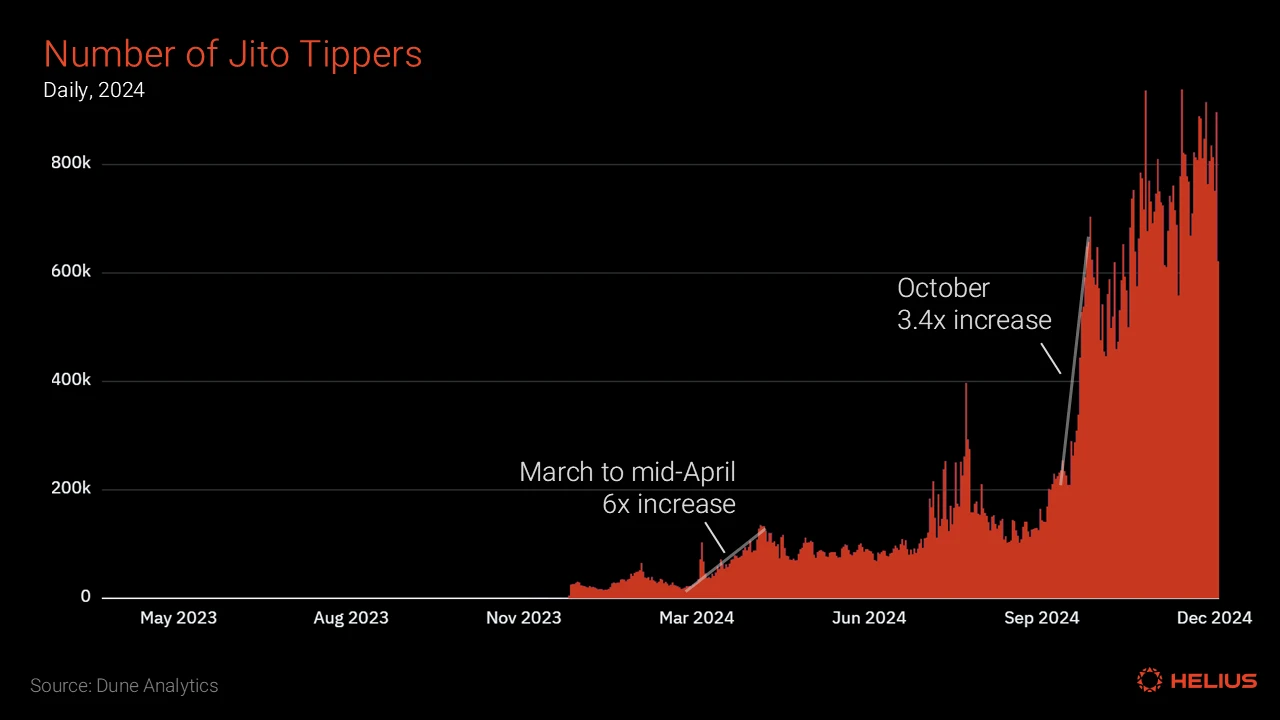 Number of Jito Tippers
Daily, 2024
800k
600k
400k
200k
0
October
3.4x increase
March to mid-April
6x increase
May 2023
Aug 2023
Nov 2023
Mar 2024
Jun 2024
Sep 2024
Dec 2024
Source: Dune Analytics
HELIUS